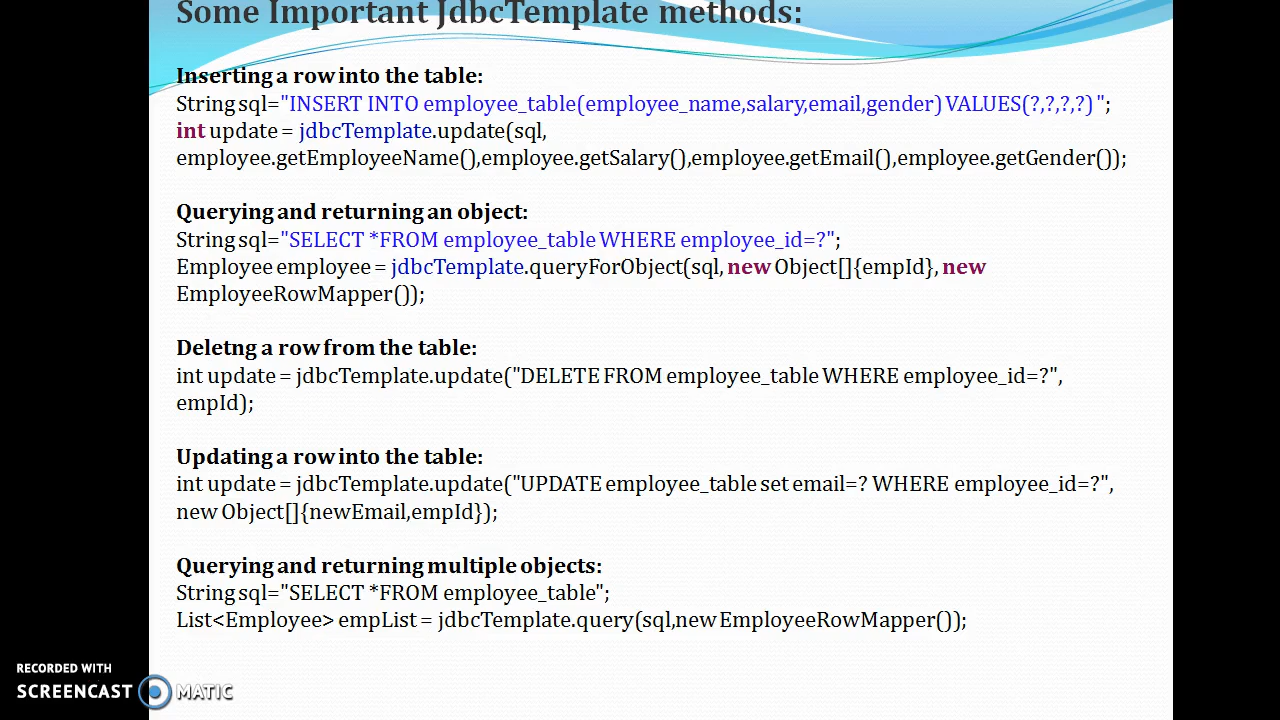 Some Important JdbcTemplate methods:
Inserting a row into the table:
String sql="INSERT INTO employee_table(employee_name,salary,email,gender) VALUES(?,?,?,?)";
int update = jdbcTemplate.update(sql,
employee.getEmployeeName(),employee.getSalary(),employee.getEmail(),employee.getGender());
Querying and returning an object:
String sql="SELECT *FROM employee_table WHERE employee_id=?";
Employee employee = jdbcTemplate.queryForObject(sql, new Object[]{empId}, new
EmployeeRowMapper());
Deletng a row from the table:
int update = jdbcTemplate.update("DELETE FROM employee_table WHERE employee_id=?",
empId);
Updating a row into the table:
int update = jdbcTemplate.update("UPDATE employee_table set email=? WHERE employee_id=?",
new Object[]{newEmail,empId});
Querying and returning multiple objects:
String sql="SELECT *FROM employee_table";
List<Employee> empList = jdbcTemplate.query(sql,new EmployeeRowMapper());
RECORDED WITH
SCREENCAST MATIC